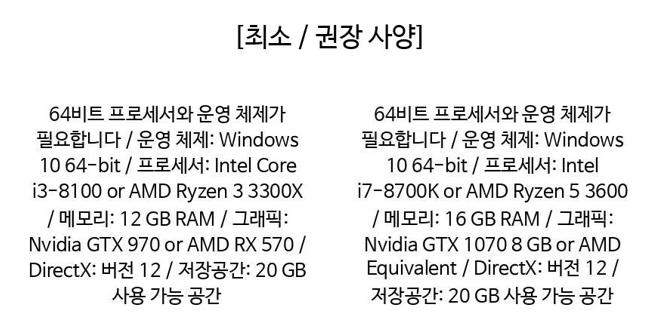 [최소 / 권장 사양]
64비트 프로세서와 운영 체제가
필요합니다 / 운영 체제: Windows
10 64-bit / 프로세서: Intel Core
i3-8100 or AMD Ryzen 3 3300X
/ 메모리: 12 GB RAM / 그래픽:
Nvidia GTX 970 or AMD RX 570 /
DirectX: 버전 12 / 저장공간: 20 GB
사용 가능 공간
64비트 프로세서와 운영 체제가
필요합니다 / 운영 체제: Windows
10 64-bit / 프로세서: Intel
i7-8700K or AMD Ryzen 5 3600
/ 메모리: 16 GB RAM / 그래픽:
Nvidia GTX 1070 8 GB or AMD
Equivalent / DirectX: 버전 12 /
저장공간: 20 GB 사용 가능 공간